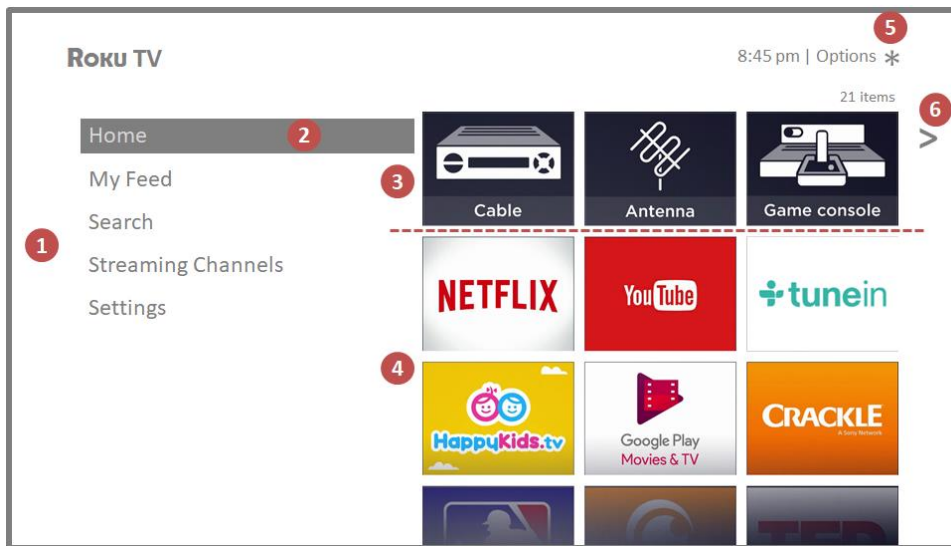 5
ROKU TV
8:45 pm | Options *
21 items
6
>
Home
2
My Feed
Search
1
Streaming Channels
Settings
3
Cable
Antenna
Game console
NETFLIX
YouTube
tunein
4
HappyKids.tv
Google Play
Movies & TV
CRACKLE
A Sony Network
TED